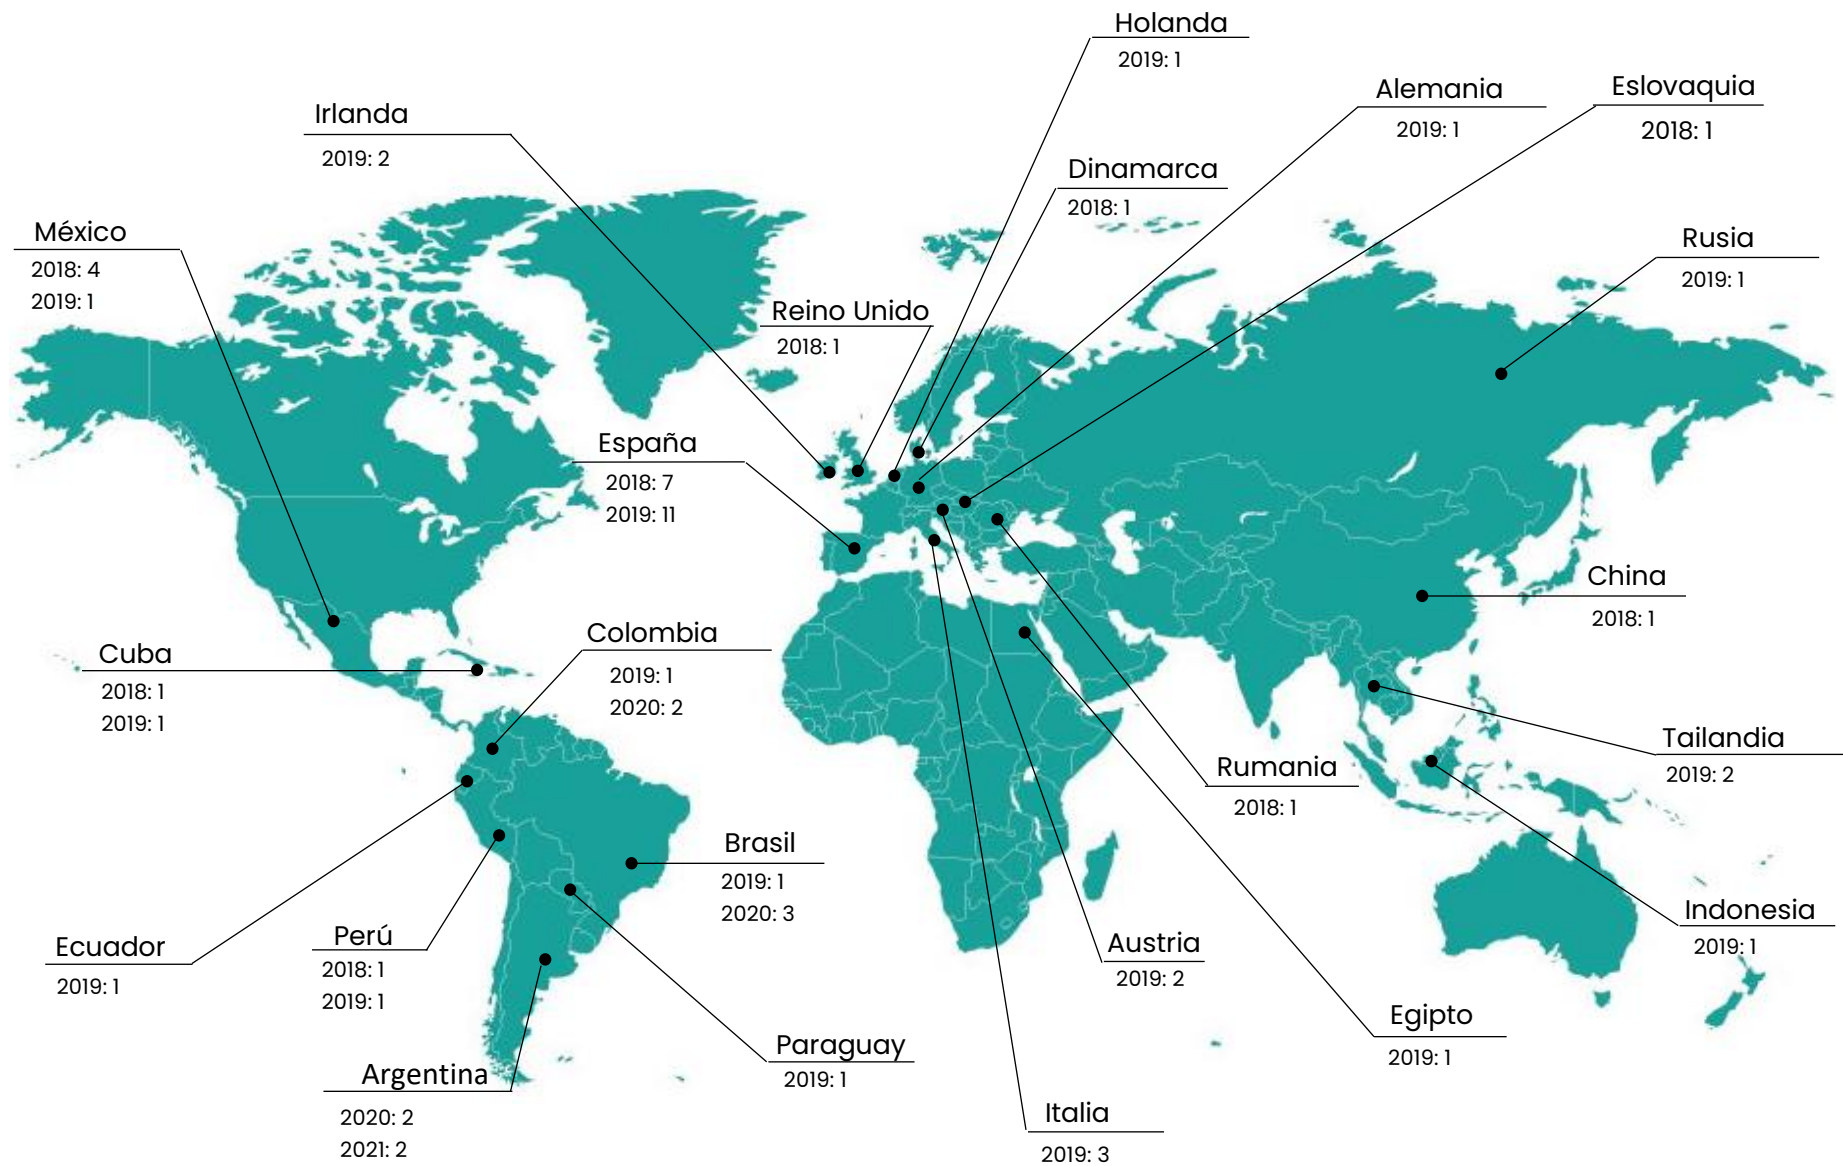 Holanda
2019: 1
Alemania
2019: 1
Eslovaquia
2018: 1
Irlanda
2019: 2
Dinamarca
2018: 1
México
2018: 4
2019: 1
Rusia
2019: 1
Reino Unido
2018: 1
España
2018: 7
2019: 11
China
2018: 1
Cuba
2018: 1
2019: 1
Colombia
2019: 1
2020: 2
Tailandia
2019: 2
Rumania
2018: 1
Brasil
2019: 1
2020: 3
Indonesia
2019: 1
Ecuador
2019: 1
Perú
2018: 1
2019: 1
Austria
2019: 2
Egipto
2019: 1
Paraguay
2019: 1
Argentina
2020: 2
2021: 2
Italia
2019: 3